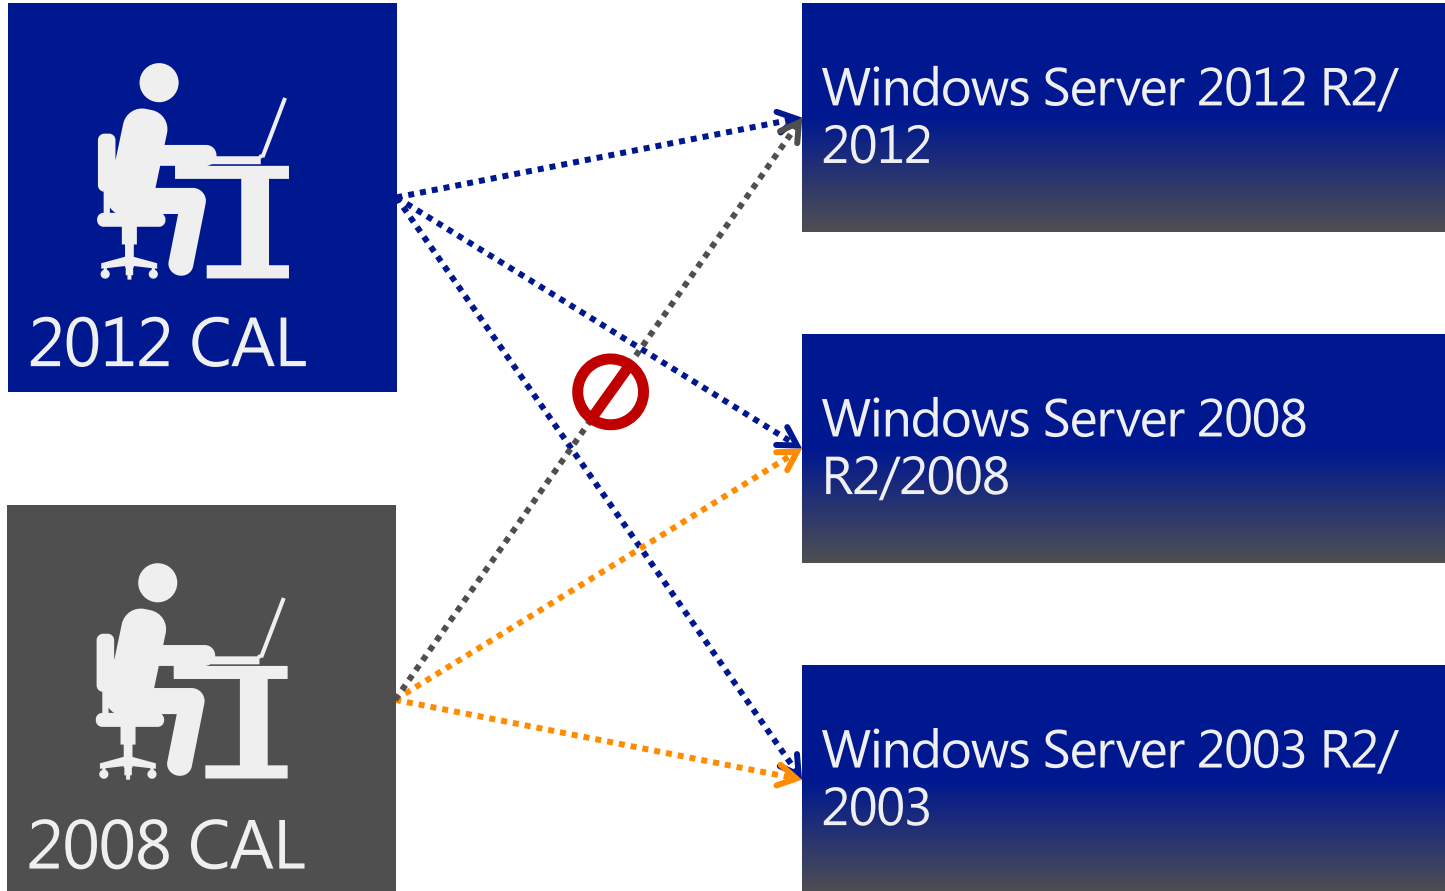 2012 CAL
2008 CAL
Windows Server 2012 R2/
2012
Windows Server 2008
R2/2008
Windows Server 2003 R2/
2003